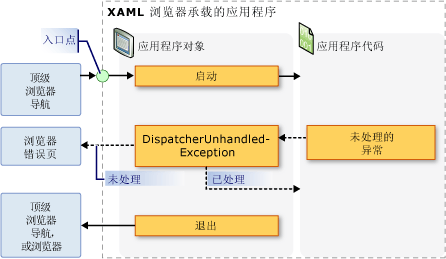 XAML 浏览器承载的应用程序
入口点
应用程序对象
应用程序代码
顶级
浏览器
导航
启动
浏览器
错误页
DispatcherUnhandled-
Exception
未处理的
异常
未处理
已处理
顶级
浏览器
导航,
或浏览器
退出